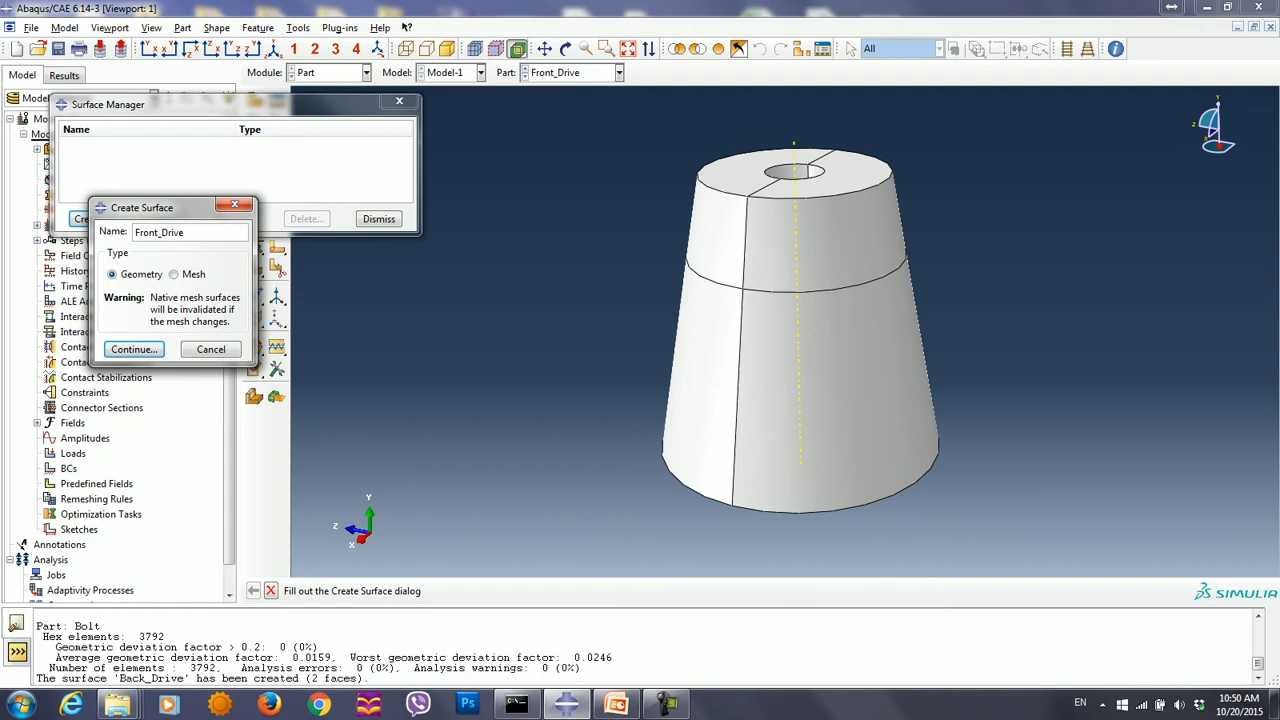 Abaqus/CAE 6.14-3 [Viewport: 1]
File Model Viewport View Part Shape Feature Tools Plug-ins Help
1 2 3 4 All
Model Results Module: Part Model: Model-1 Part: Front_Drive
Surface Manager
Name Type
Delete... Dismiss
Create Surface
Name: Front_Drive
Type
Geometry Mesh
Warning: Native mesh surfaces
will be invalidated if
the mesh changes.
Continue... Cancel
Contact Stabilizations
Constraints
Connector Sections
Fields
Amplitudes
Loads
BCs
Predefined Fields
Remeshing Rules
Optimization Tasks
Sketches
Annotations
Analysis
Jobs
Adaptivity Processes
Y
Z
X
Y
Z
X
Fill out the Create Surface dialog
SIMULIA
Part: Bolt
Hex elements: 3792
Geometric deviation factor > 0.2: 0 (0%)
Average geometric deviation factor: 0.0159, Worst geometric deviation factor: 0.0246
Number of elements : 3792, Analysis errors: 0 (0%), Analysis warnings: 0 (0%)
The surface 'Back_Drive' has been created (2 faces).
EN 10:50 AM
10/20/2015